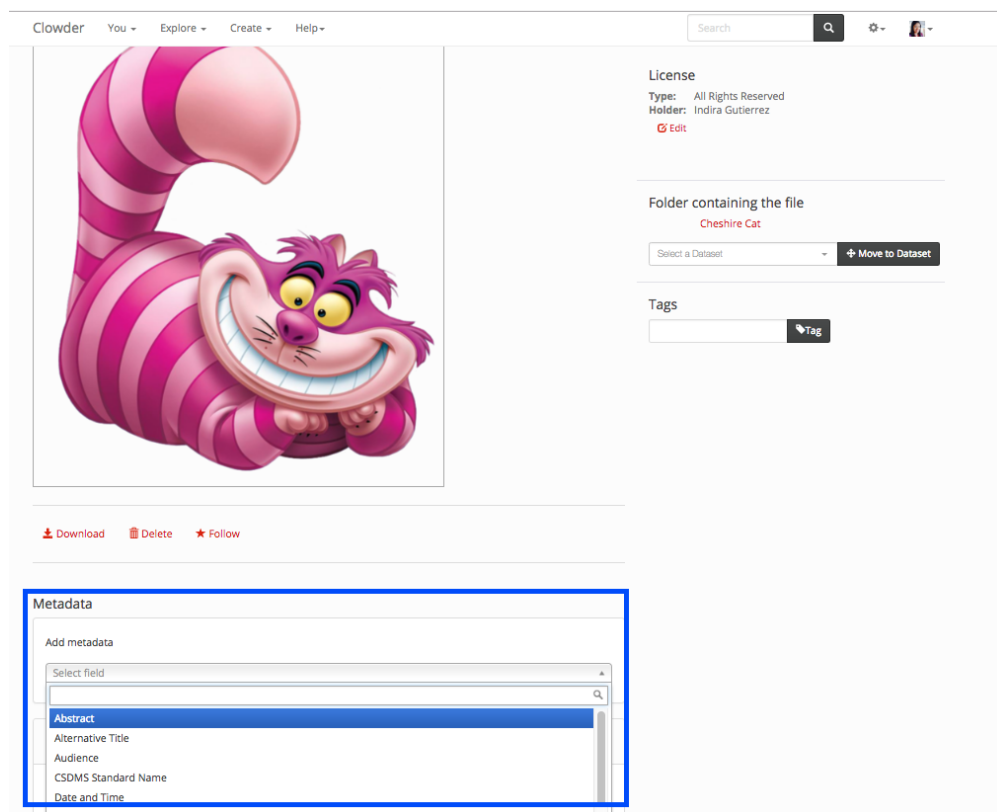 Clowder You Explore Create Help Search
License
Type: All Rights Reserved
Holder: Indira Gutierrez
Edit
Folder containing the file
Cheshire Cat
Select a Dataset Move to Dataset
Tags
Tag
Download Delete Follow
Metadata
Add metadata
Select field
Abstract
Alternative Title
Audience
CSDMS Standard Name
Date and Time